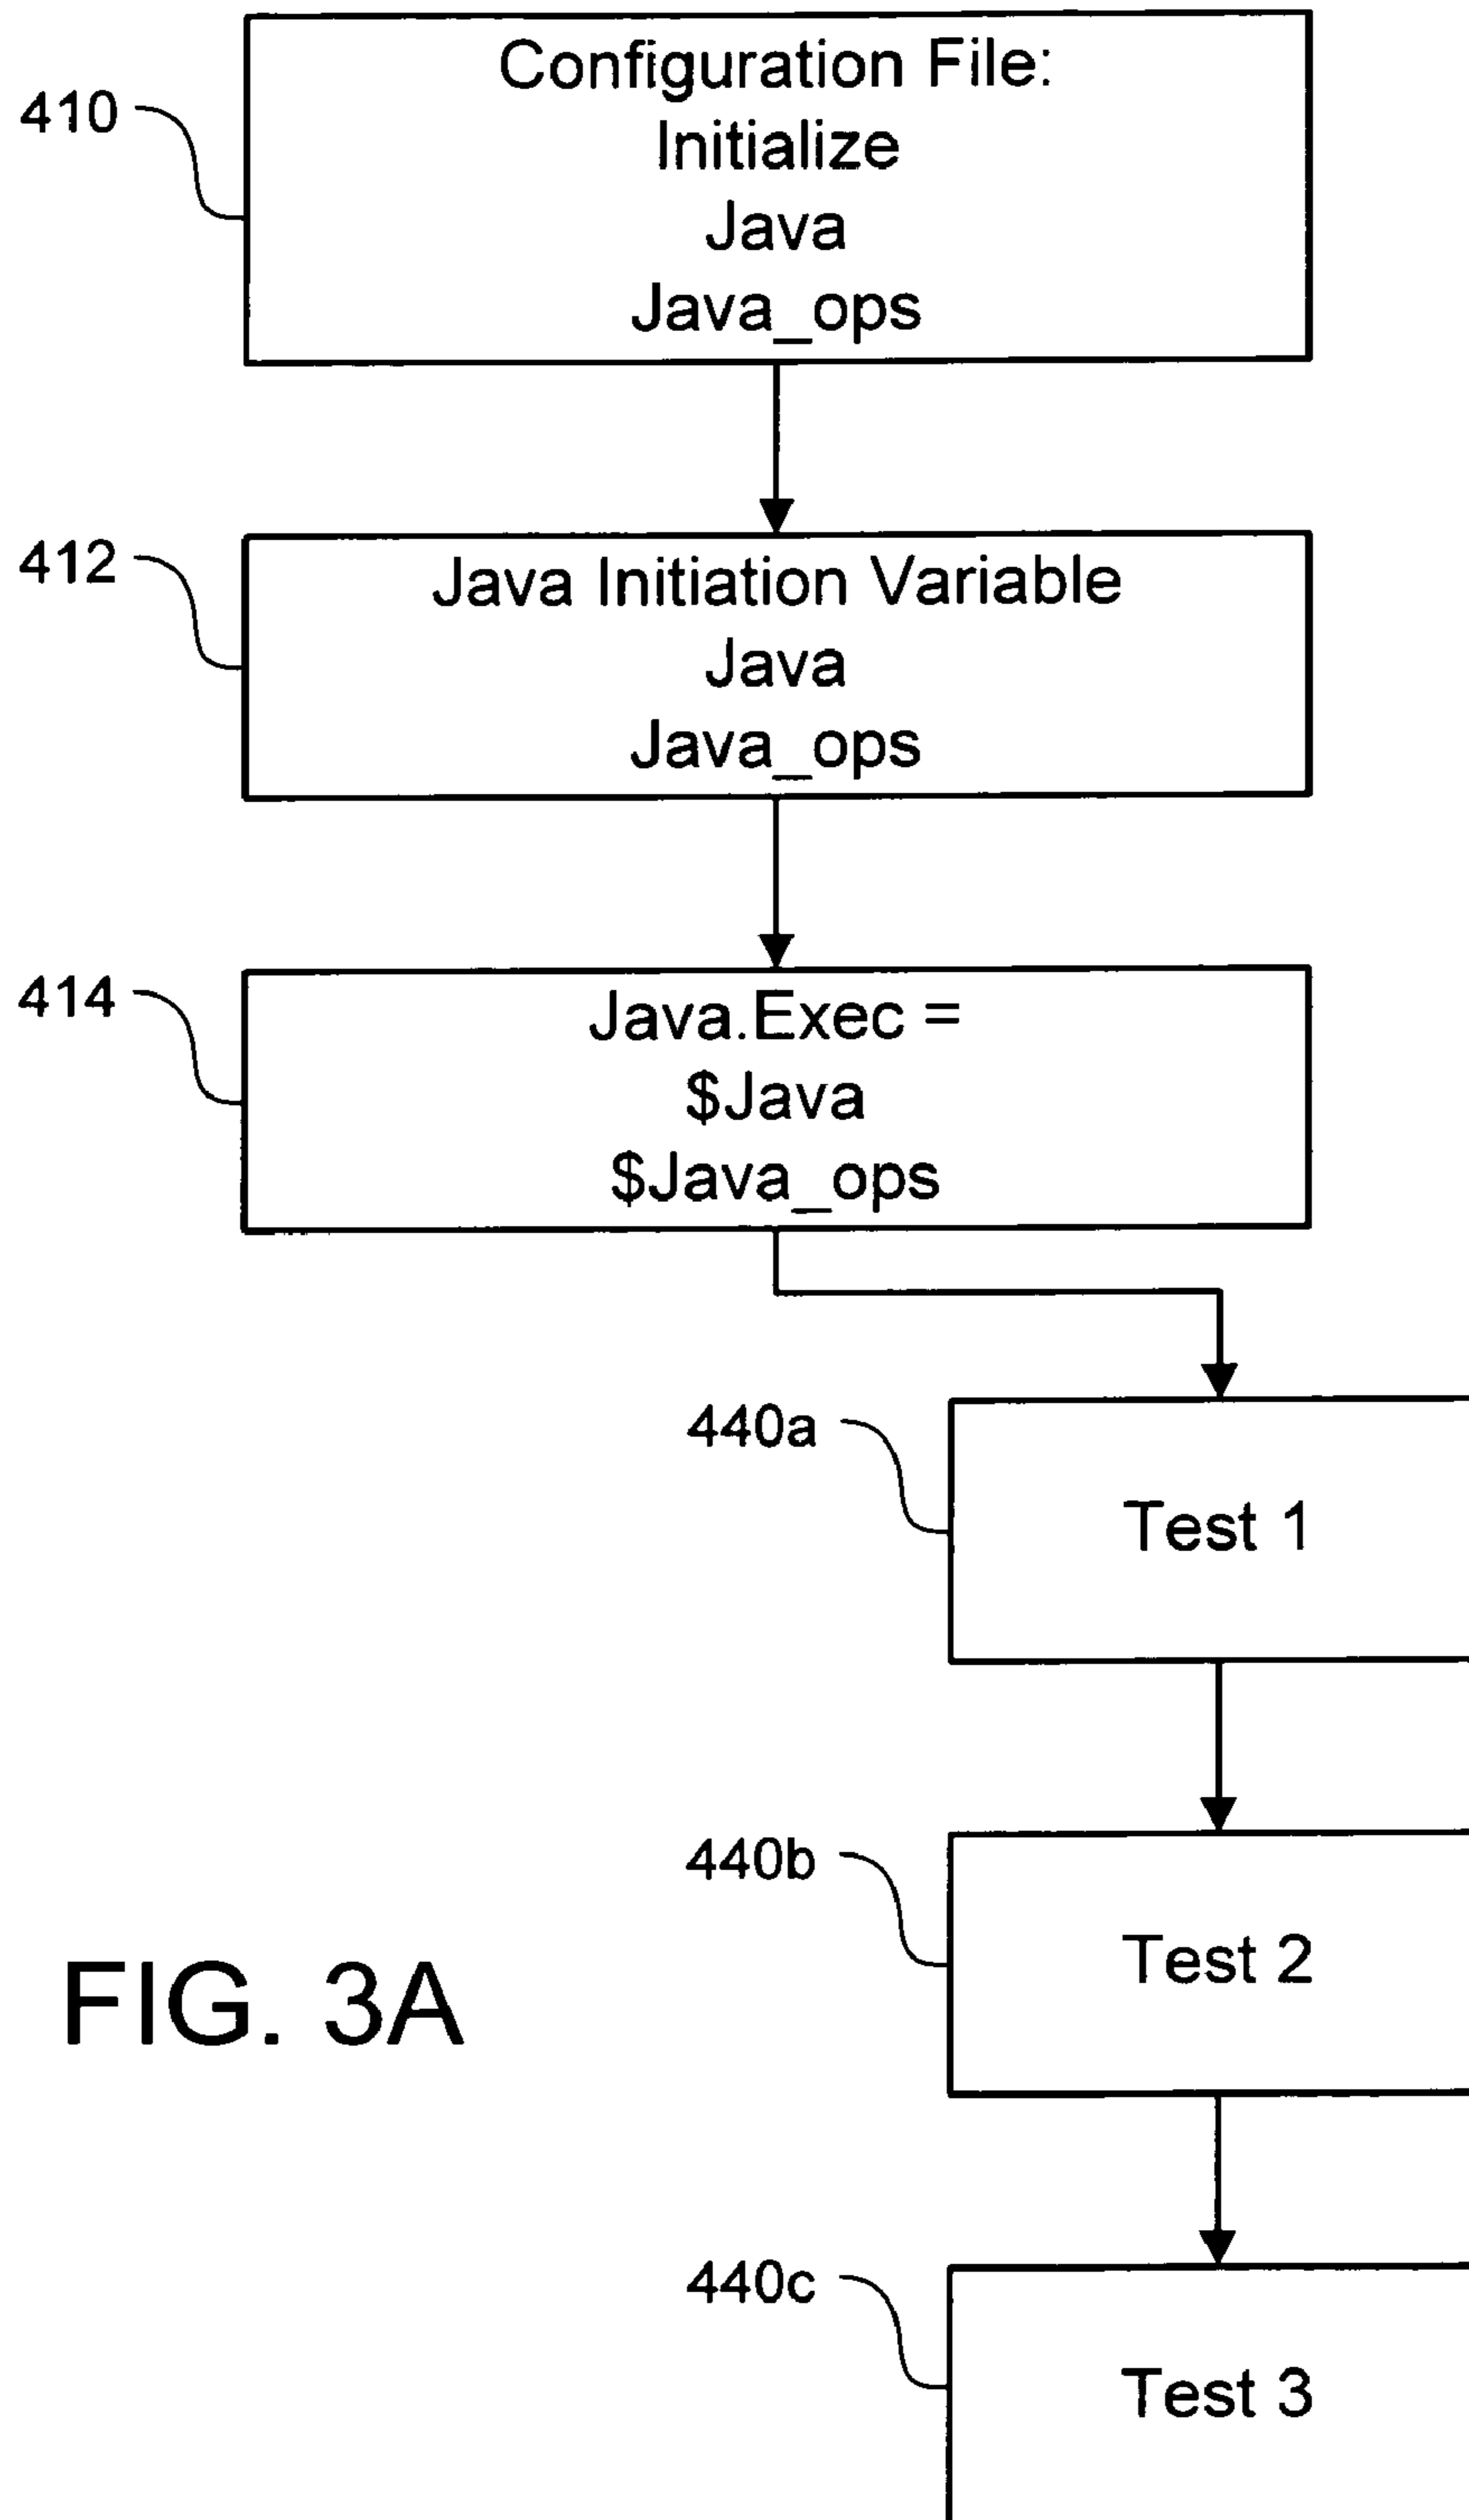 Configuration File:
Initialize
Java
Java_ops
410
Java Initiation Variable
Java
Java_ops
412
Java.Exec =
$Java
$Java_ops
414
440a
Test 1
440b
Test 2
FIG. 3A
440c
Test 3